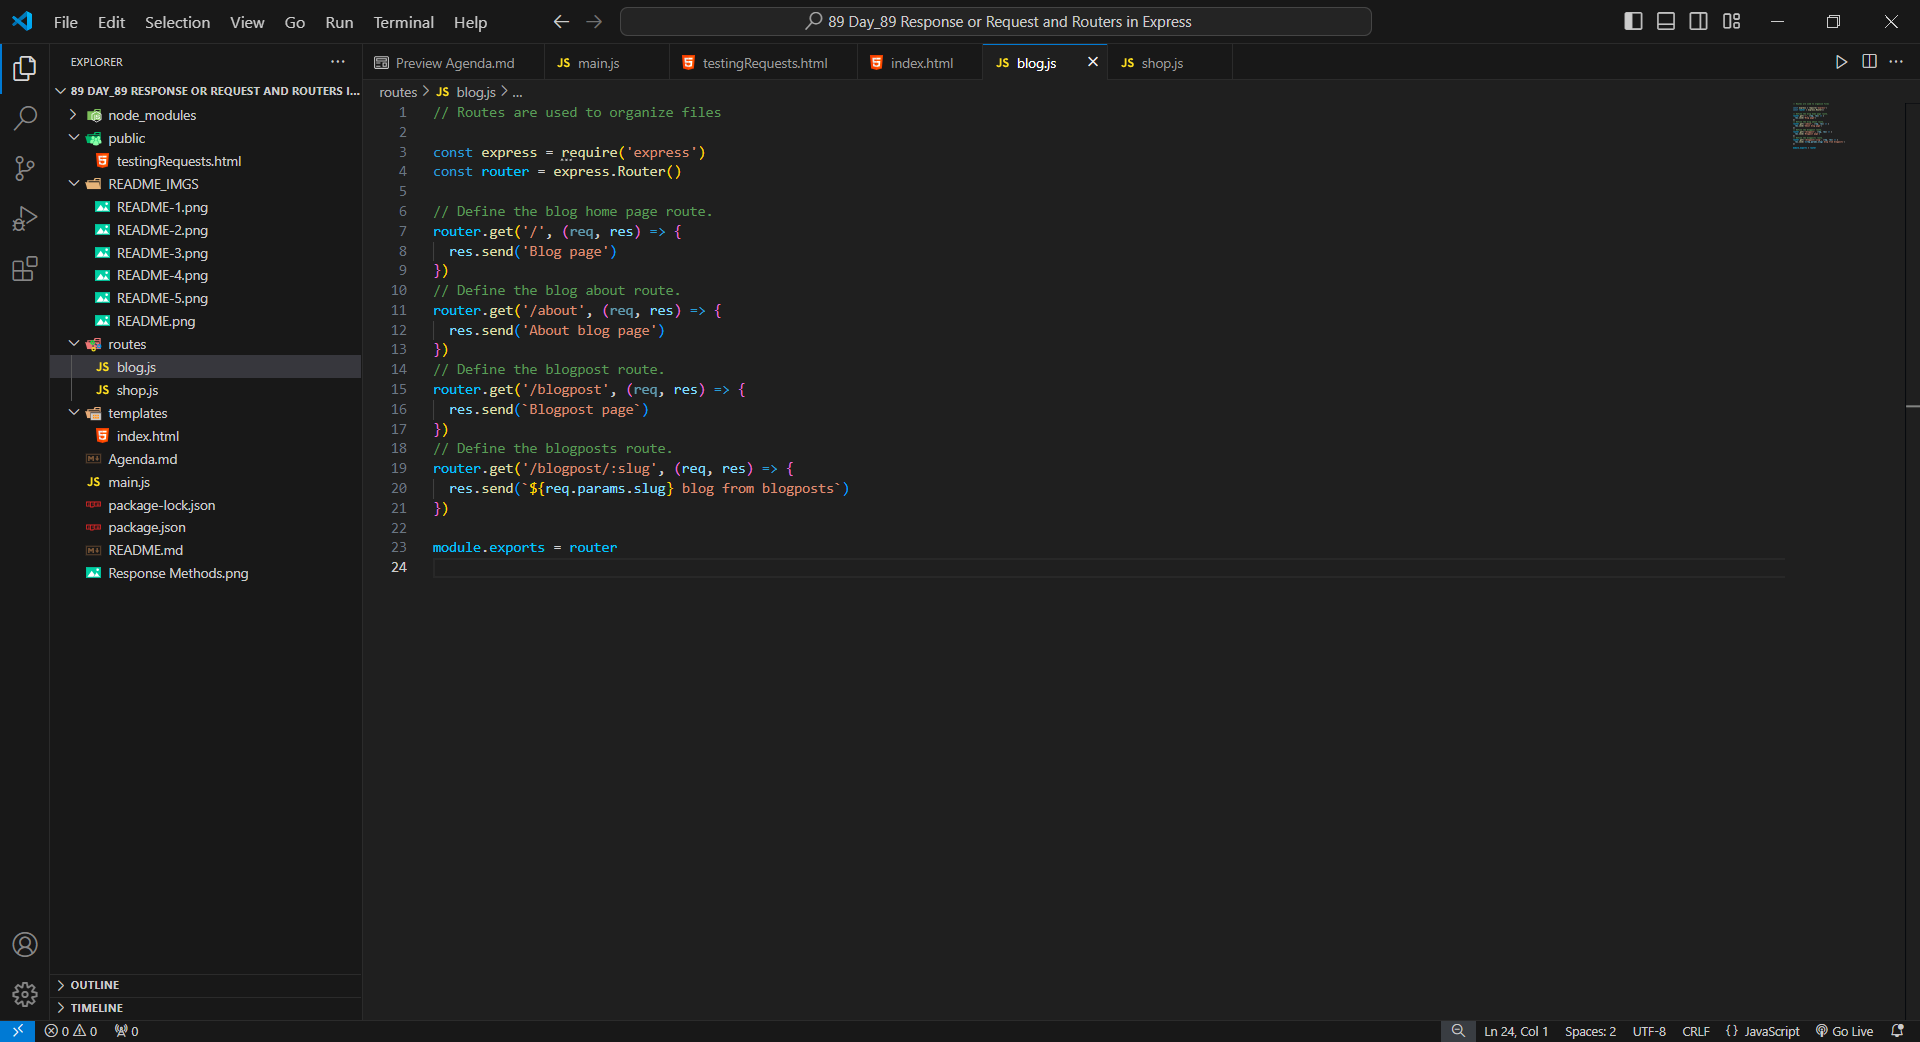 File Edit Selection View Go Run Terminal Help
89 Day_89 Response or Request and Routers in Express
EXPLORER
89 DAY_89 RESPONSE OR REQUEST AND ROUTERS I...
node_modules
public
testingRequests.html
README_IMGS
README-1.png
README-2.png
README-3.png
README-4.png
README-5.png
README.png
routes
blog.js
shop.js
templates
index.html
Agenda.md
main.js
package-lock.json
package.json
README.md
Response Methods.png
OUTLINE
TIMELINE
Preview Agenda.md
JS main.js
testingRequests.html
index.html
JS blog.js
JS shop.js
routes > JS blog.js > ...
1 // Routes are used to organize files
2
3 const express = require('express')
4 const router = express.Router()
5
6 // Define the blog home page route.
7 router.get('/', (req, res) => {
8 res.send('Blog page')
9 })
10 // Define the blog about route.
11 router.get('/about', (req, res) => {
12 res.send('About blog page')
13 })
14 // Define the blogpost route.
15 router.get('/blogpost', (req, res) => {
16 res.send(`Blogpost page`)
17 })
18 // Define the blogposts route.
19 router.get('/blogpost/:slug', (req, res) => {
20 res.send(`${req.params.slug} blog from blogposts`)
21 })
22
23 module.exports = router
24
0 0 0
Ln 24, Col 1 Spaces: 2 UTF-8 CRLF {} JavaScript Go Live